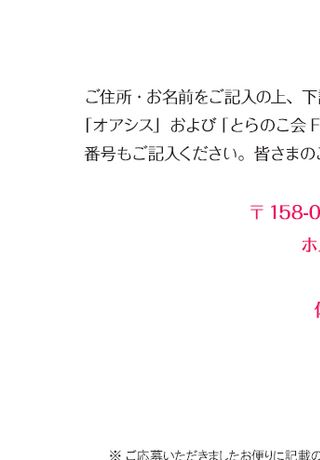 ご住所・お名前をご記入の上、下
「オアシス」および「とらのこ会 F
番号もご記入ください。皆さまの
〒158-0
ホ
※ ご応募いただきましたお便りに記載の